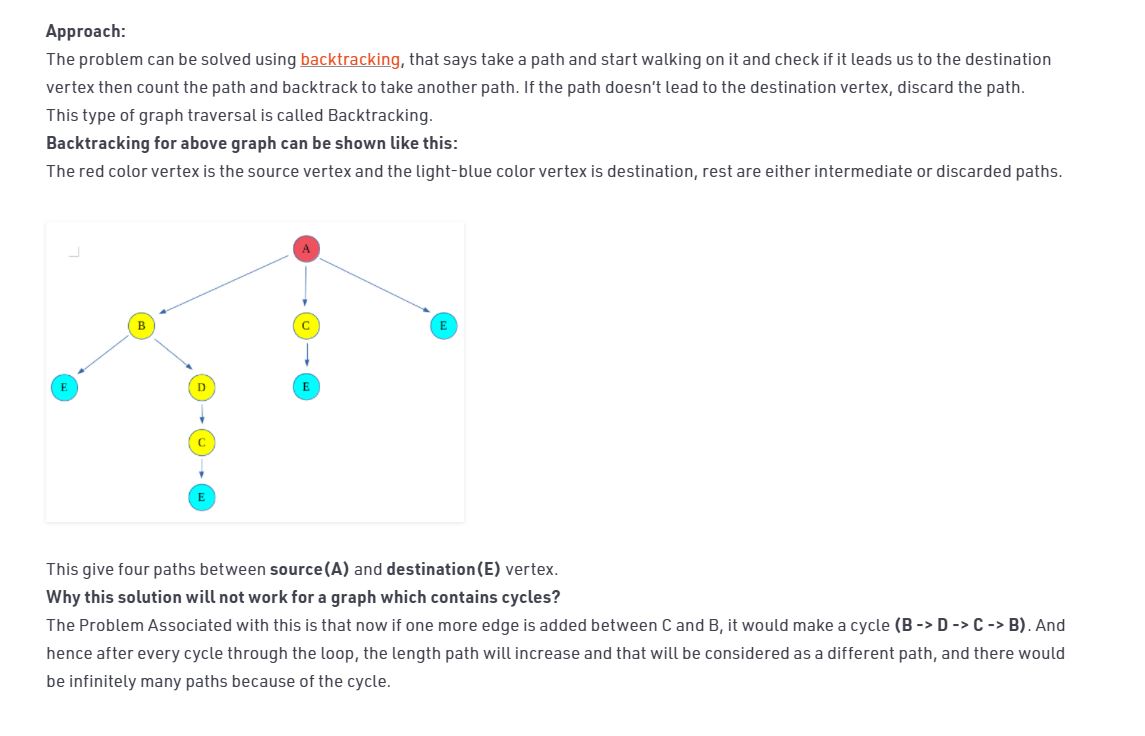 Approach:
The problem can be solved using backtracking, that says take a path and start walking on it and check if it leads us to the destination
vertex then count the path and backtrack to take another path. If the path doesn't lead to the destination vertex, discard the path.
This type of graph traversal is called Backtracking.
Backtracking for above graph can be shown like this:
The red color vertex is the source vertex and the light-blue color vertex is destination, rest are either intermediate or discarded paths.
A
B C E
E D E
C
E
This give four paths between source(A) and destination(E) vertex.
Why this solution will not work for a graph which contains cycles?
The Problem Associated with this is that now if one more edge is added between C and B, it would make a cycle (B -> D -> C -> B). And
hence after every cycle through the loop, the length path will increase and that will be considered as a different path, and there would
be infinitely many paths because of the cycle.